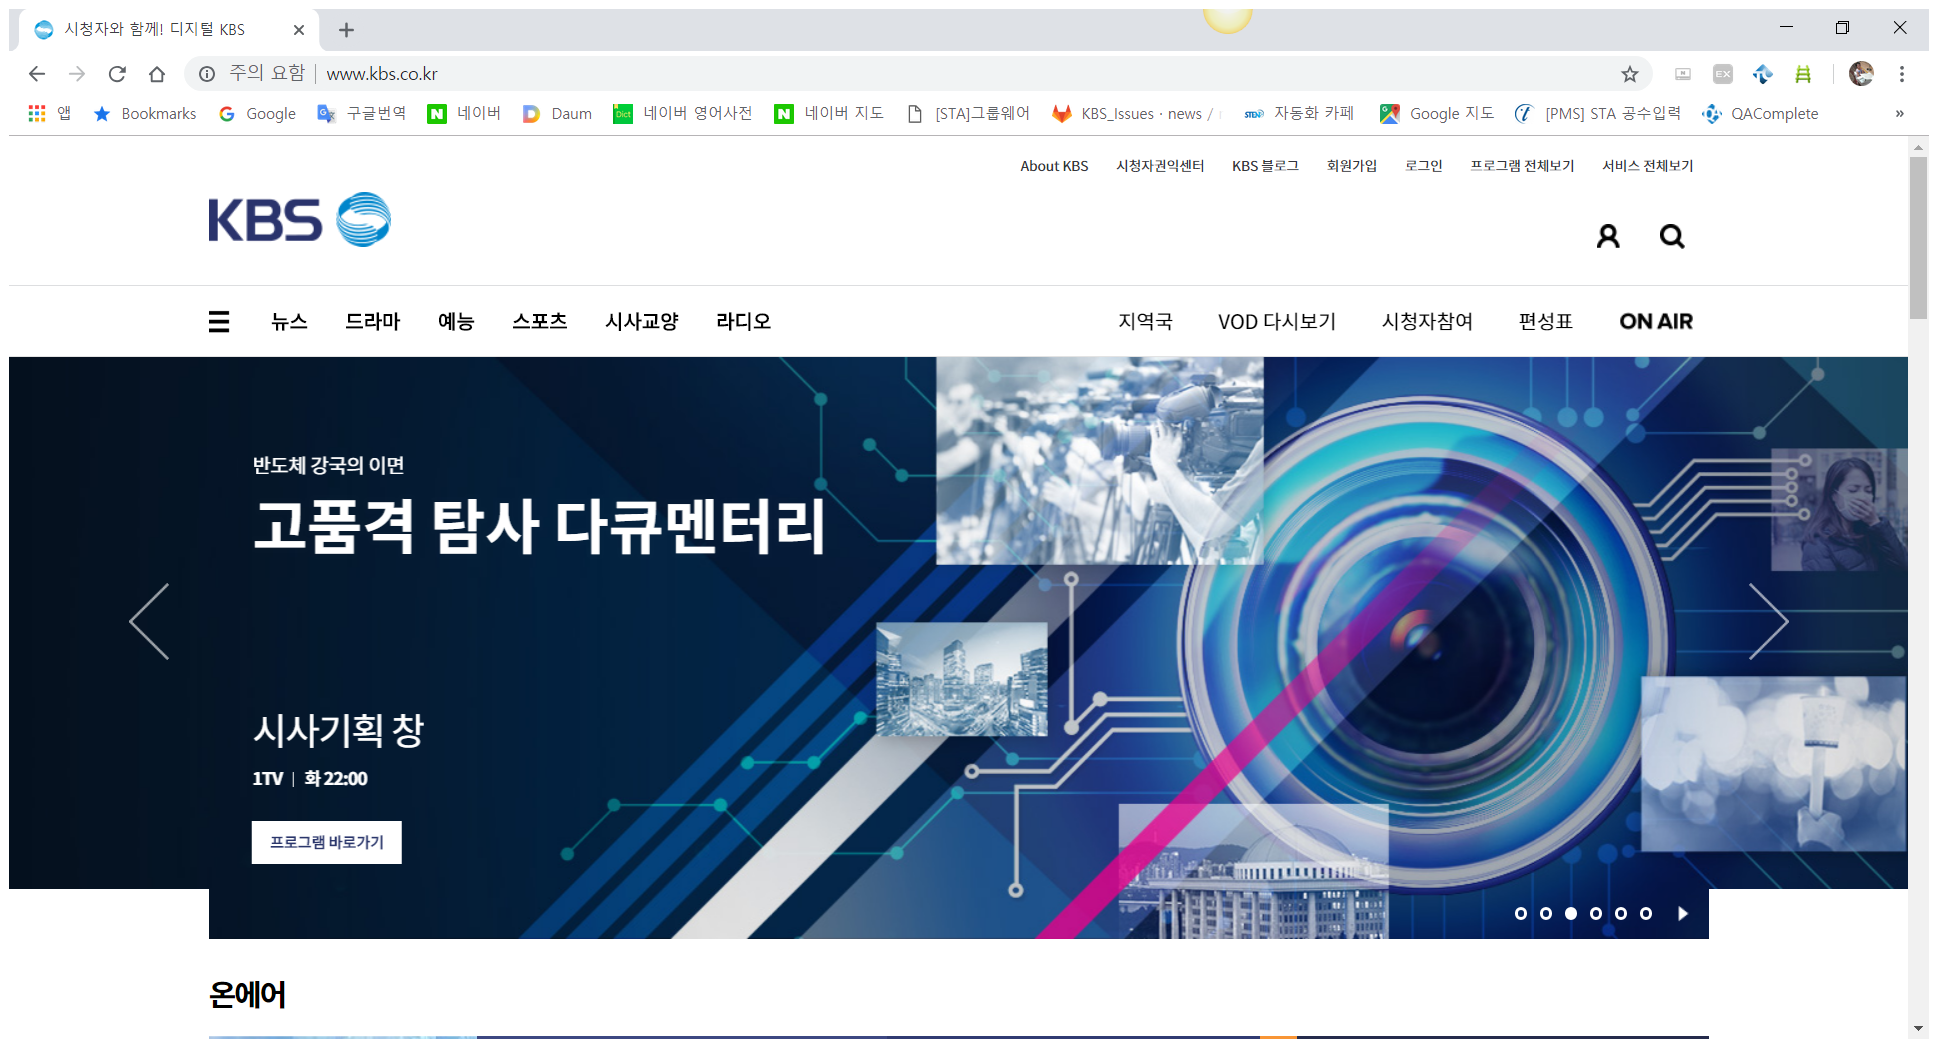 시청자와 함께! 디지털 KBS
주의 요함 | www.kbs.co.kr
EX
앱 Bookmarks Google 구글번역 네이버 Daum 네이버 영어사전 네이버 지도 [STA]그룹웨어 KBS_Issues · news / 자동화 카페 Google 지도 [PMS] STA 공수입력 QAComplete »
About KBS 시청자권익센터 KBS 블로그 회원가입 로그인 프로그램 전체보기 서비스 전체보기
KBS
뉴스 드라마 예능 스포츠 시사교양 라디오 지역국 VOD 다시보기 시청자참여 편성표 ON AIR
반도체 강국의 이면
고품격 탐사 다큐멘터리
시사기획 창
1TV | 화 22:00
프로그램 바로가기
온에어